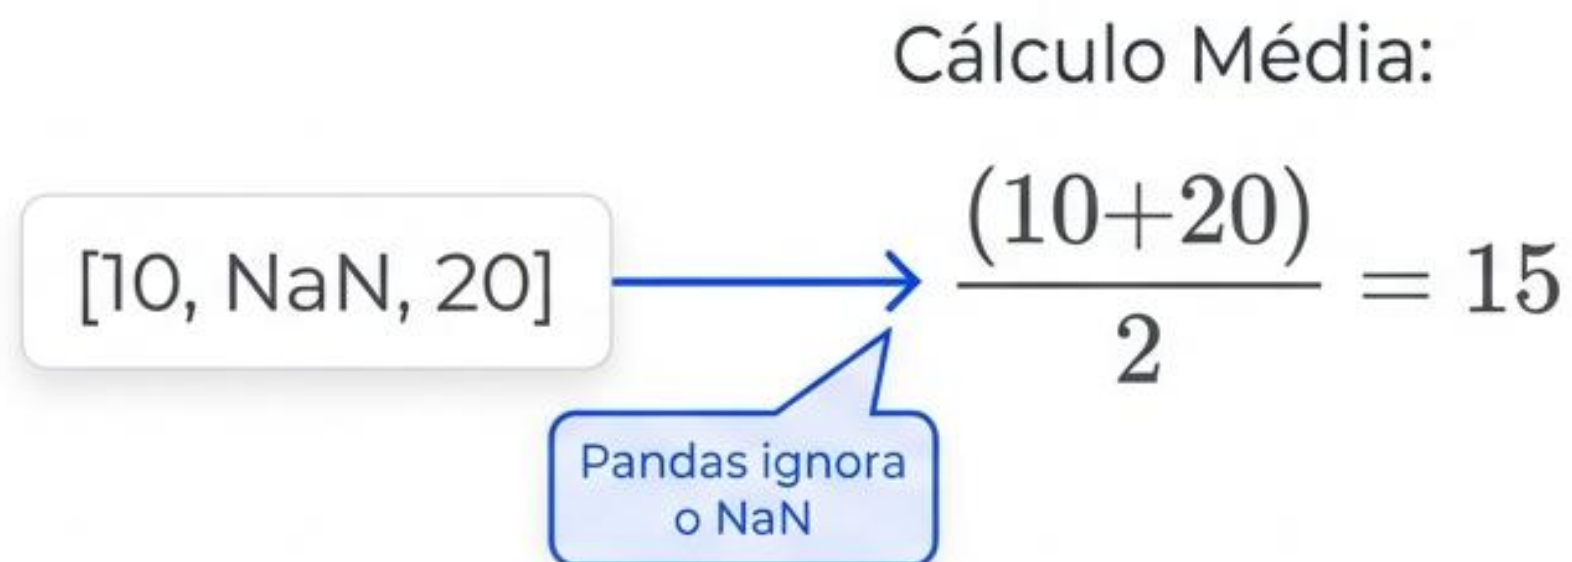 Cálculo Média:
[10, NaN, 20]
(10+20)
2
= 15
Pandas ignora
o NaN